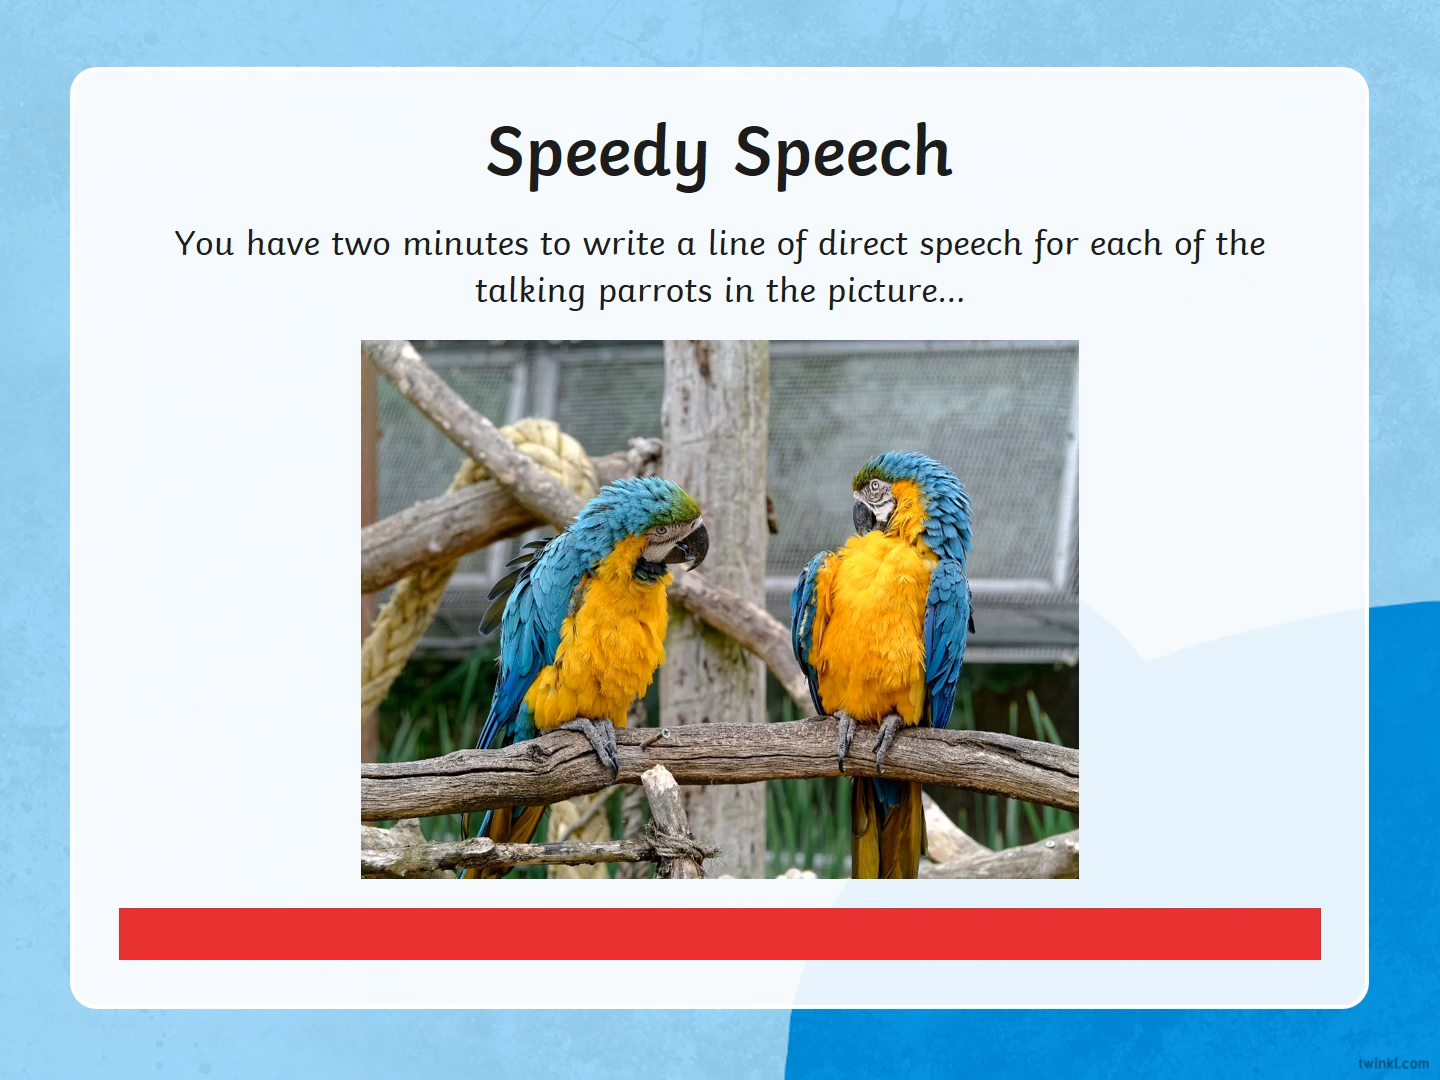 Speedy Speech
You have two minutes to write a line of direct speech for each of the
talking parrots in the picture...
twinkl.com